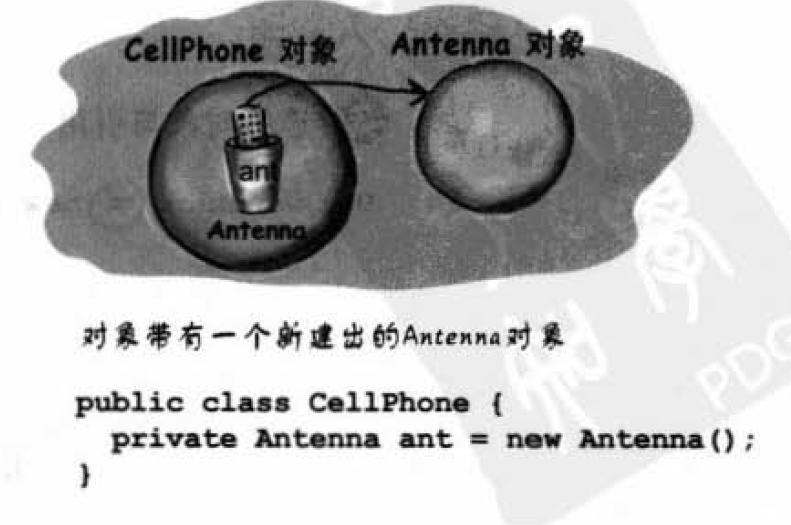 CellPhone 对象 Antenna 对象
ant
Antenna
对象带有一个新建出的Antenna对象
public class CellPhone {
private Antenna ant = new Antenna();
}
PDG